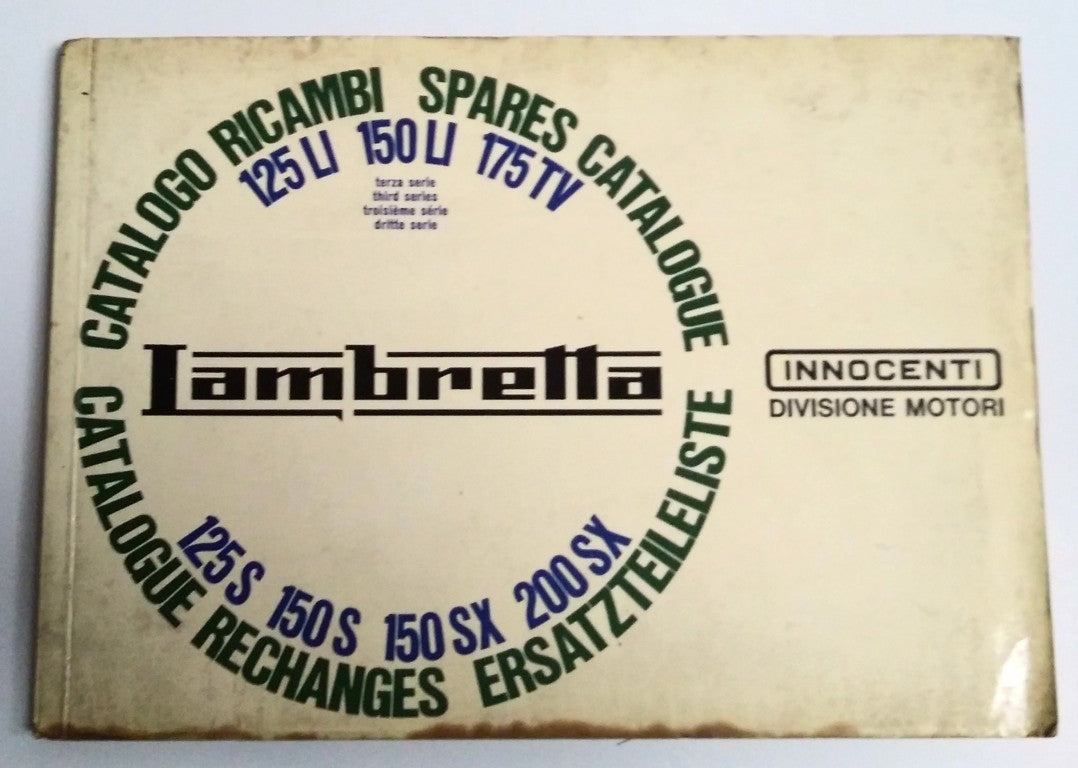 CATALOGO RICAMBI
SPARES CATALOGUE
125 LI 150 LI 175 TV
terza serie
third series
troisième série
dritte serie
Lambretta
INNOCENTI
DIVISIONE MOTORI
125 S 150 S 150 SX 200 SX
CATALOGUE RECHANGES
ERSATZTEILELISTE